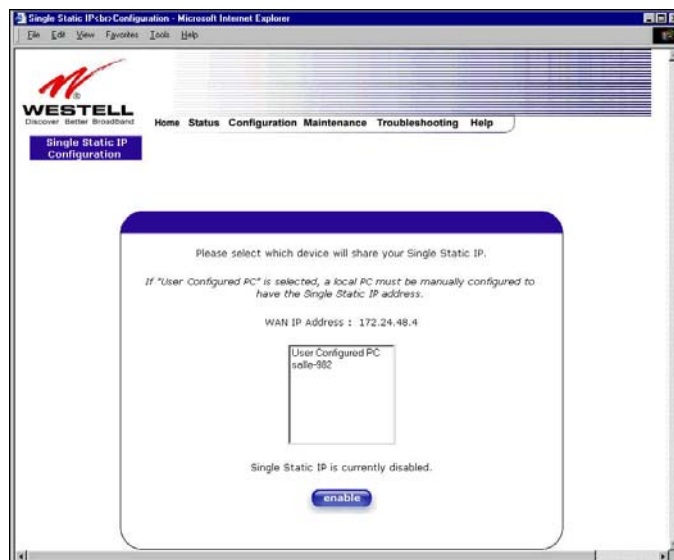 Single Static IP<br>Configuration - Microsoft Internet Explorer
File Edit View Favorites Tools Help
WESTELL
Discover Better Broadband
Home Status Configuration Maintenance Troubleshooting Help
Single Static IP
Configuration
Please select which device will share your Single Static IP.
If "User Configured PC" is selected, a local PC must be manually configured to
have the Single Static IP address.
WAN IP Address : 172.24.48.4
User Configured PC
salle-982
Single Static IP is currently disabled.
enable